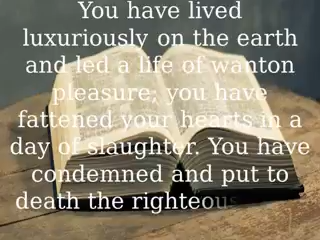 You have lived
luxuriously on the earth
and led a life of wanton
pleasure; you have
fattened your hearts in a
day of slaughter. You have
condemned and put to
death the righteous